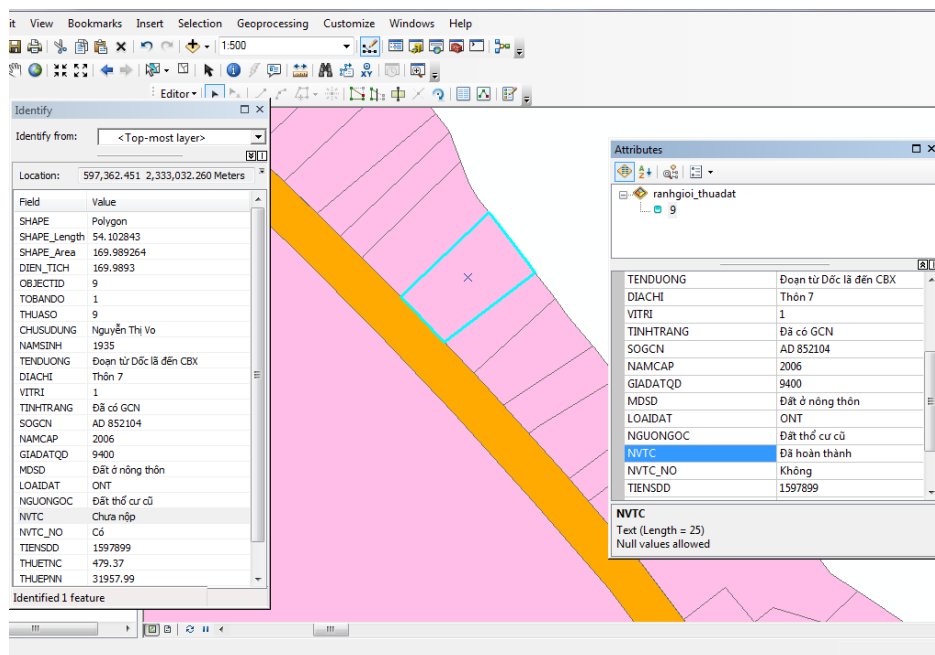 it View Bookmarks Insert Selection Geoprocessing Customize Windows Help
1:500
Editor
Identify
Identify from: <Top-most layer>
Location: 597,362.451 2,333,032.260 Meters
Field Value
SHAPE Polygon
SHAPE_Length 54.102843
SHAPE_Area 169.989264
DIEN_TICH 169.9893
OBJECTID 9
TOBANDO 1
THUASO 9
CHUSUDUNG Nguyễn Thị Vo
NAMSINH 1935
TENDUONG Đoạn từ Dốc lã đến CBX
DIACHI Thôn 7
VITRI 1
TINHTRANG Đã có GCN
SOGCN AD 852104
NAMCAP 2006
GIADATQD 9400
MDSD Đất ở nông thôn
LOAIDAT ONT
NGUONGOC Đất thổ cư cũ
NVTC Chưa nộp
NVTC_NO Có
TIENSDD 1597899
THUETNC 479.37
THUEPNN 31957.99
Identified 1 feature
Attributes
ranhgioi_thuadat
9
TENDUONG Đoạn từ Dốc lã đến CBX
DIACHI Thôn 7
VITRI 1
TINHTRANG Đã có GCN
SOGCN AD 852104
NAMCAP 2006
GIADATQD 9400
MDSD Đất ở nông thôn
LOAIDAT ONT
NGUONGOC Đất thổ cư cũ
NVTC Đã hoàn thành
NVTC_NO Không
TIENSDD 1597899
NVTC
Text (Length = 25)
Null values allowed